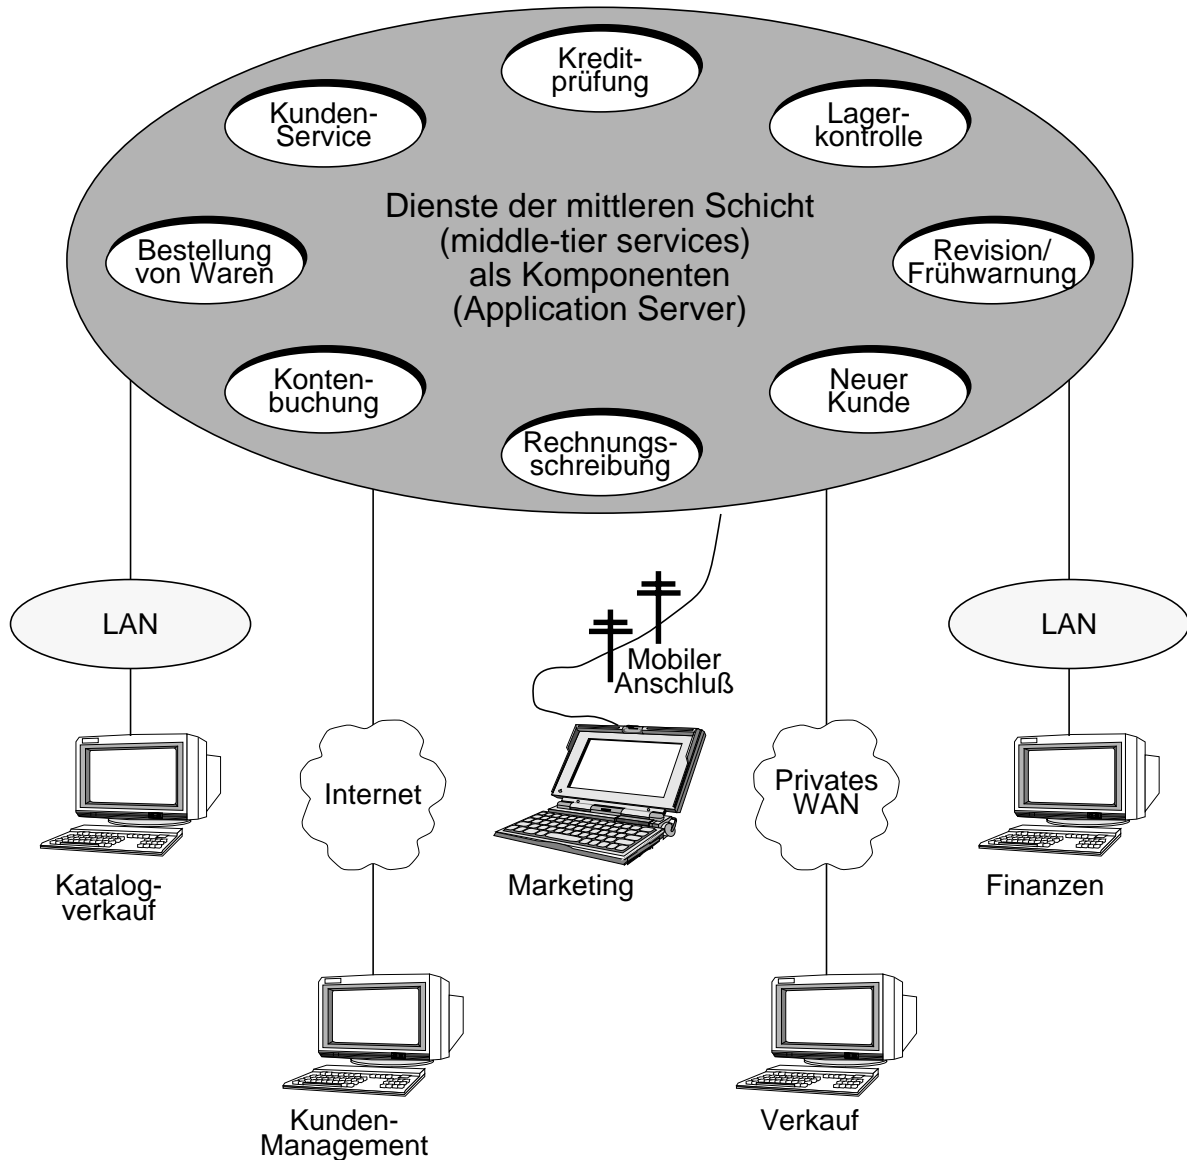 Kredit-
prüfung
Kunden-
Service
Lager-
kontrolle
Dienste der mittleren Schicht
(middle-tier services)
als Komponenten
(Application Server)
Bestellung
von Waren
Revision/
Frühwarnung
Konten-
buchung
Neuer
Kunde
Rechnungs-
schreibung
LAN
Mobiler
Anschluß
LAN
Internet
Privates
WAN
Katalog-
verkauf
Marketing
Finanzen
Kunden-
Management
Verkauf